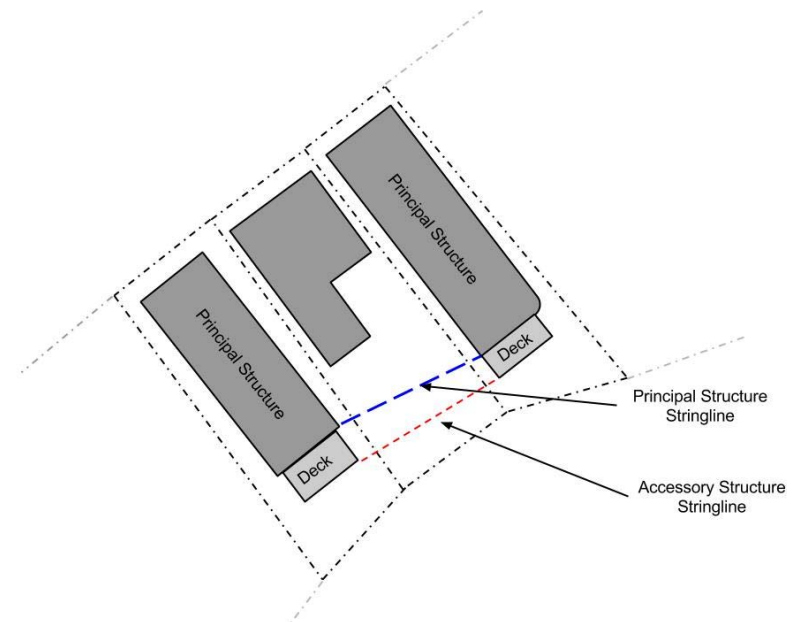 Principal Structure
Principal Structure
Deck
Deck
Principal Structure
Stringline
Accessory Structure
Stringline